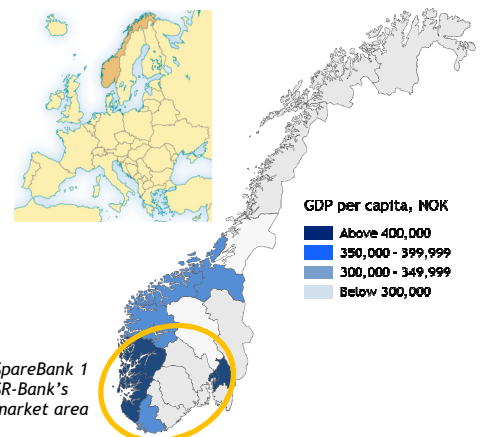 GDP per capita, NOK
Above 400,000
350,000 - 399,999
300,000 - 349,999
Below 300,000
SpareBank 1
SR-Bank's
market area